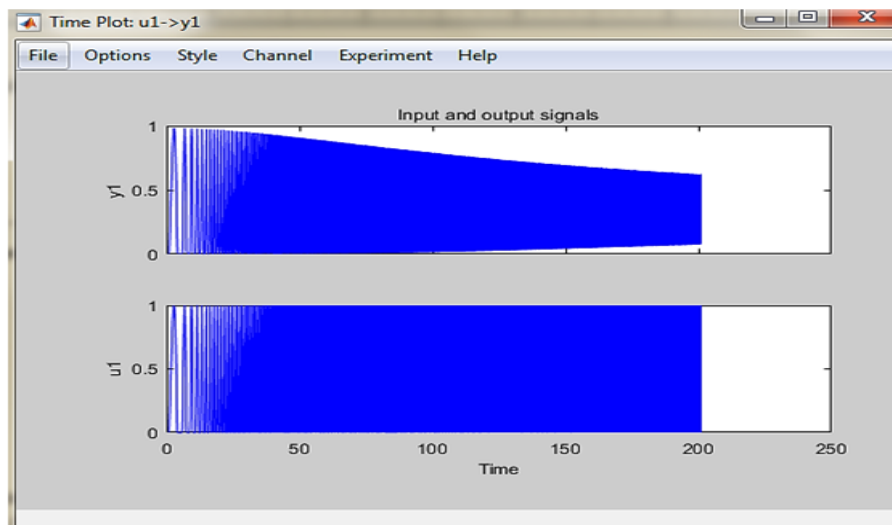 Time Plot: u1->y1
File Options Style Channel Experiment Help
Input and output signals
1
0.5
0
y1
1
0.5
0
u1
0 50 100 150 200 250
Time